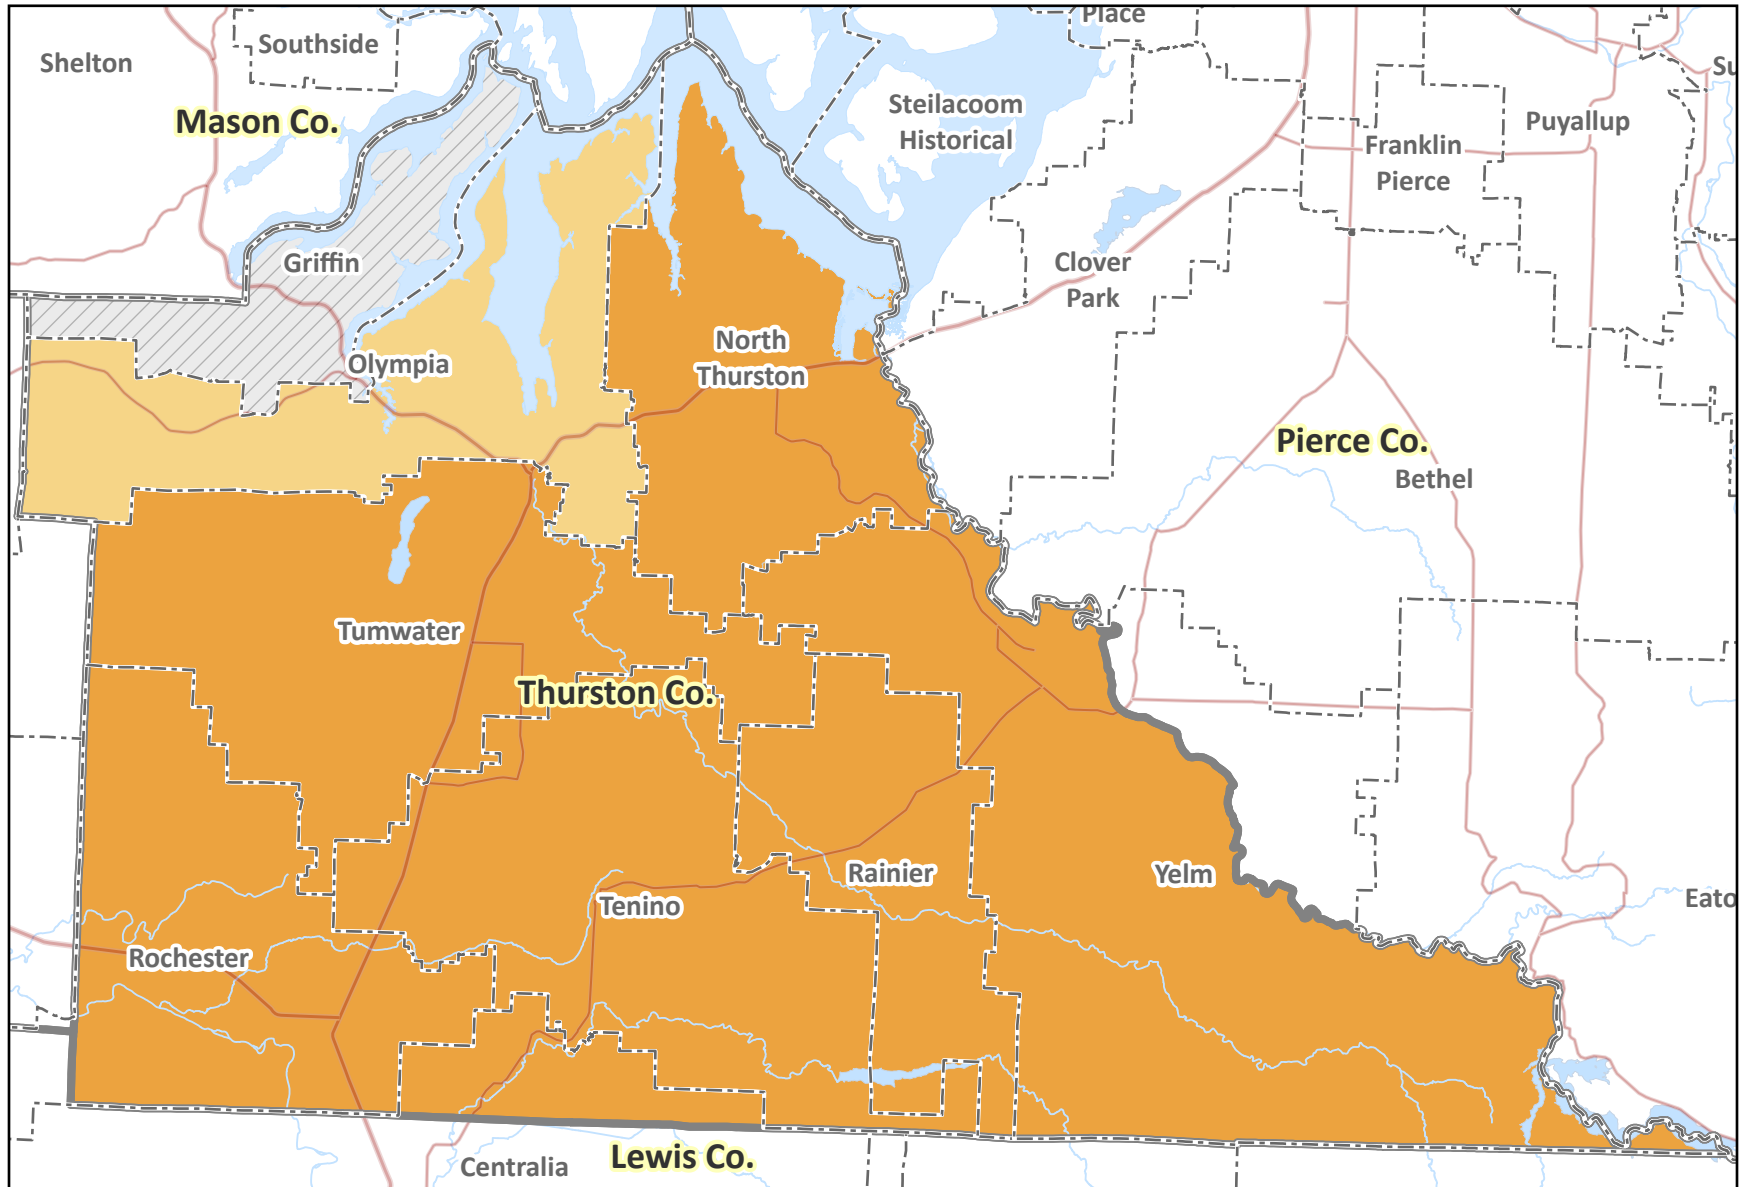 Place
Southside
Shelton
Su
Steilacoom
Historical
Mason Co.
Puyallup
Franklin
Pierce
Griffin
Clover
Park
North
Thurston
Olympia
Pierce Co.
Bethel
Tumwater
Thurston Co.
Rainier
Yelm
Eato
Tenino
Rochester
Lewis Co.
Centralia